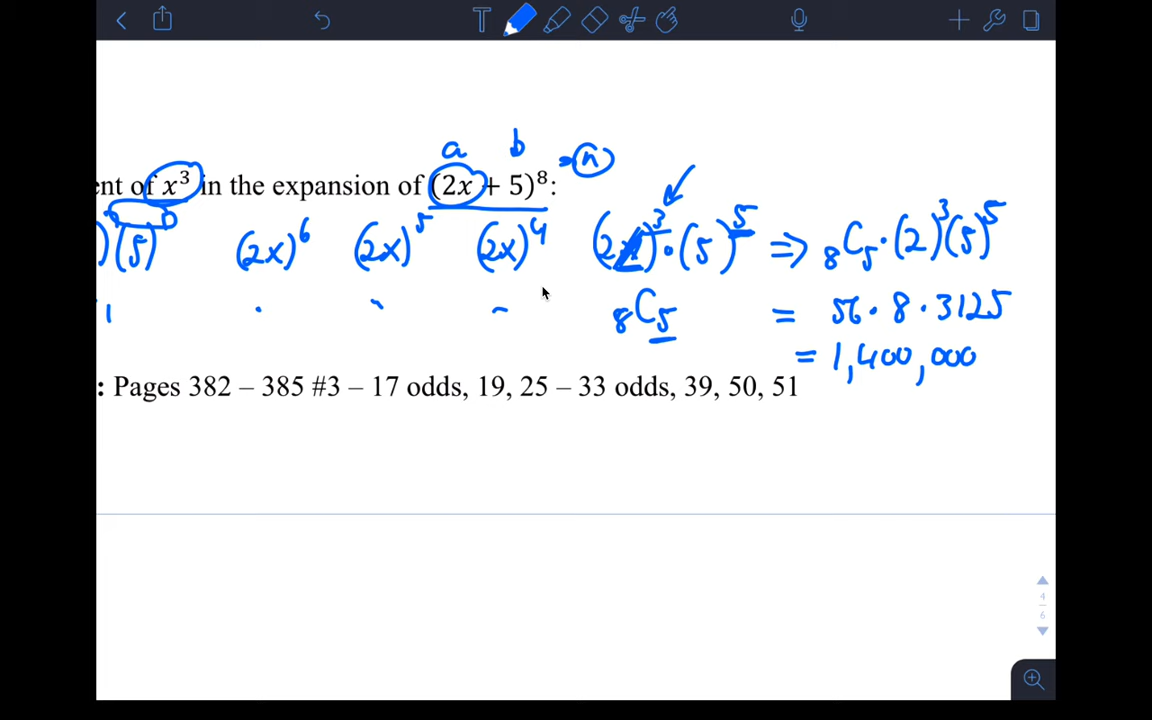 a b = n
ent of x³ in the expansion of (2x + 5)⁸:
)(5) (2x)⁶ (2x)⁵ (2x)⁴ (2x)³ · (5)⁵ ⇒ ₈C₅ · (2)³(5)⁵
₈C₅ = 56 · 8 · 3125
= 1,400,000
: Pages 382 – 385 #3 – 17 odds, 19, 25 – 33 odds, 39, 50, 51
4
6